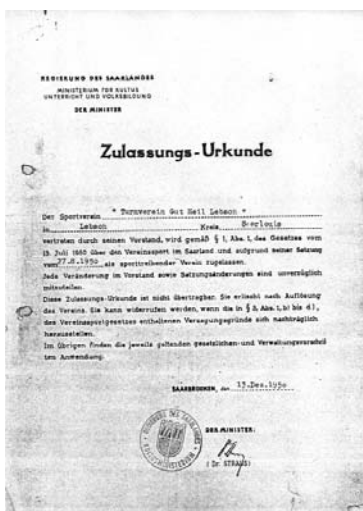 REGIERUNG DES SAARLANDES
MINISTERIUM FÜR KULTUS
UNTERRICHT UND VOLKSBILDUNG
DER MINISTER
Zulassungs-Urkunde
Der Sportverein " Turnverein Gut Heil Lebach "
in Lebach Kreis
vertreten durch seinen Vorstand, wird gemäß § 1, Abs. 1, des Gesetzes vom
15. Juli 1950 über den Vereinssport im Saarland und aufgrund seiner Satzung
vom 27.8.1950 als sporttreibender Verein zugelassen.
Jede Veränderung im Vorstand sowie Satzungsänderungen sind unverzüglich
mitzuteilen.
Diese Zulassungs-Urkunde ist nicht übertragbar. Sie erlischt nach Auflösung
des Vereins. Sie kann widerrufen werden, wenn die in § 3, Abs. 1, b) bis d),
des Vereinssportgesetzes enthaltenen Versagungsgründe sich nachträglich
herausstellen.
Im übrigen finden die jeweils geltenden gesetzlichen- und Verwaltungsvorschrif
ten Anwendung.
SAARBRÜCKEN, den 13.Dez.1950
DER MINISTER:
( Dr. STRAUS)